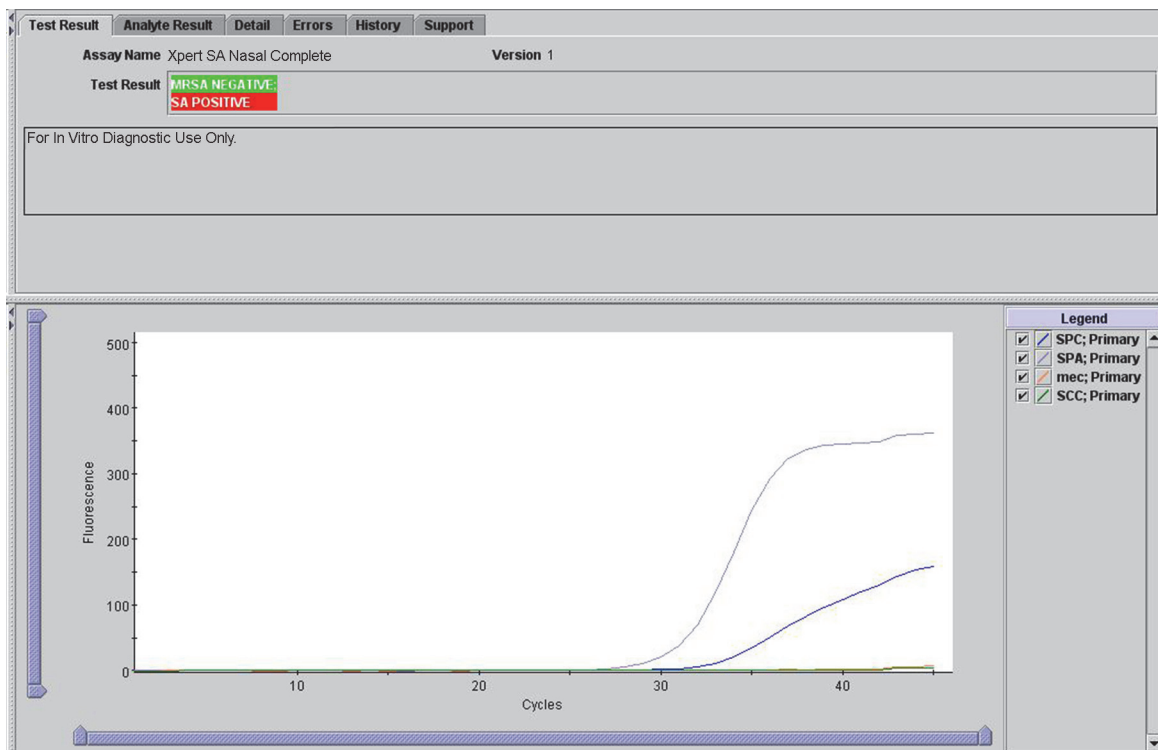 Test Result Analyte Result Detail Errors History Support
Assay Name Xpert SA Nasal Complete Version 1
Test Result MRSA NEGATIVE;
SA POSITIVE
For In Vitro Diagnostic Use Only.
Legend
SPC; Primary
SPA; Primary
mec; Primary
SCC; Primary
500
400
300
200
100
0
Fluorescence
10 20 30 40
Cycles